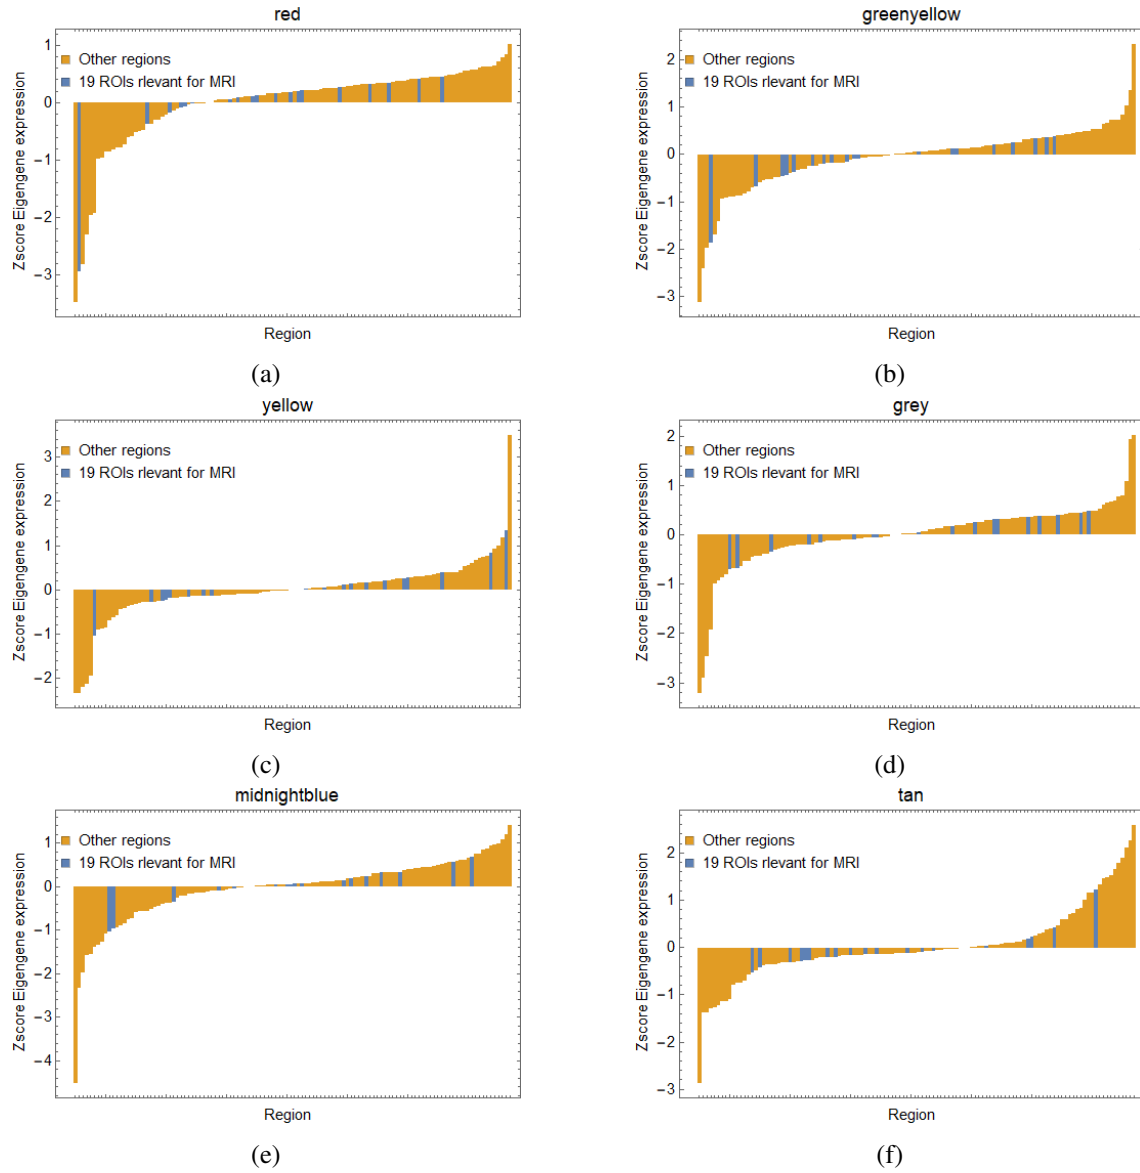 red
1
0
−1
−2
−3
Zscore Eigengene expression
Other regions
19 ROIs rlevant for MRI
Region
(a)
greenyellow
2
1
0
−1
−2
−3
Zscore Eigengene expression
Other regions
19 ROIs rlevant for MRI
Region
(b)
yellow
3
2
1
0
−1
−2
Zscore Eigengene expression
Other regions
19 ROIs rlevant for MRI
Region
(c)
grey
2
1
0
−1
−2
−3
Zscore Eigengene expression
Other regions
19 ROIs rlevant for MRI
Region
(d)
midnightblue
1
0
−1
−2
−3
−4
Zscore Eigengene expression
Other regions
19 ROIs rlevant for MRI
Region
(e)
tan
2
1
0
−1
−2
−3
Zscore Eigengene expression
Other regions
19 ROIs rlevant for MRI
Region
(f)